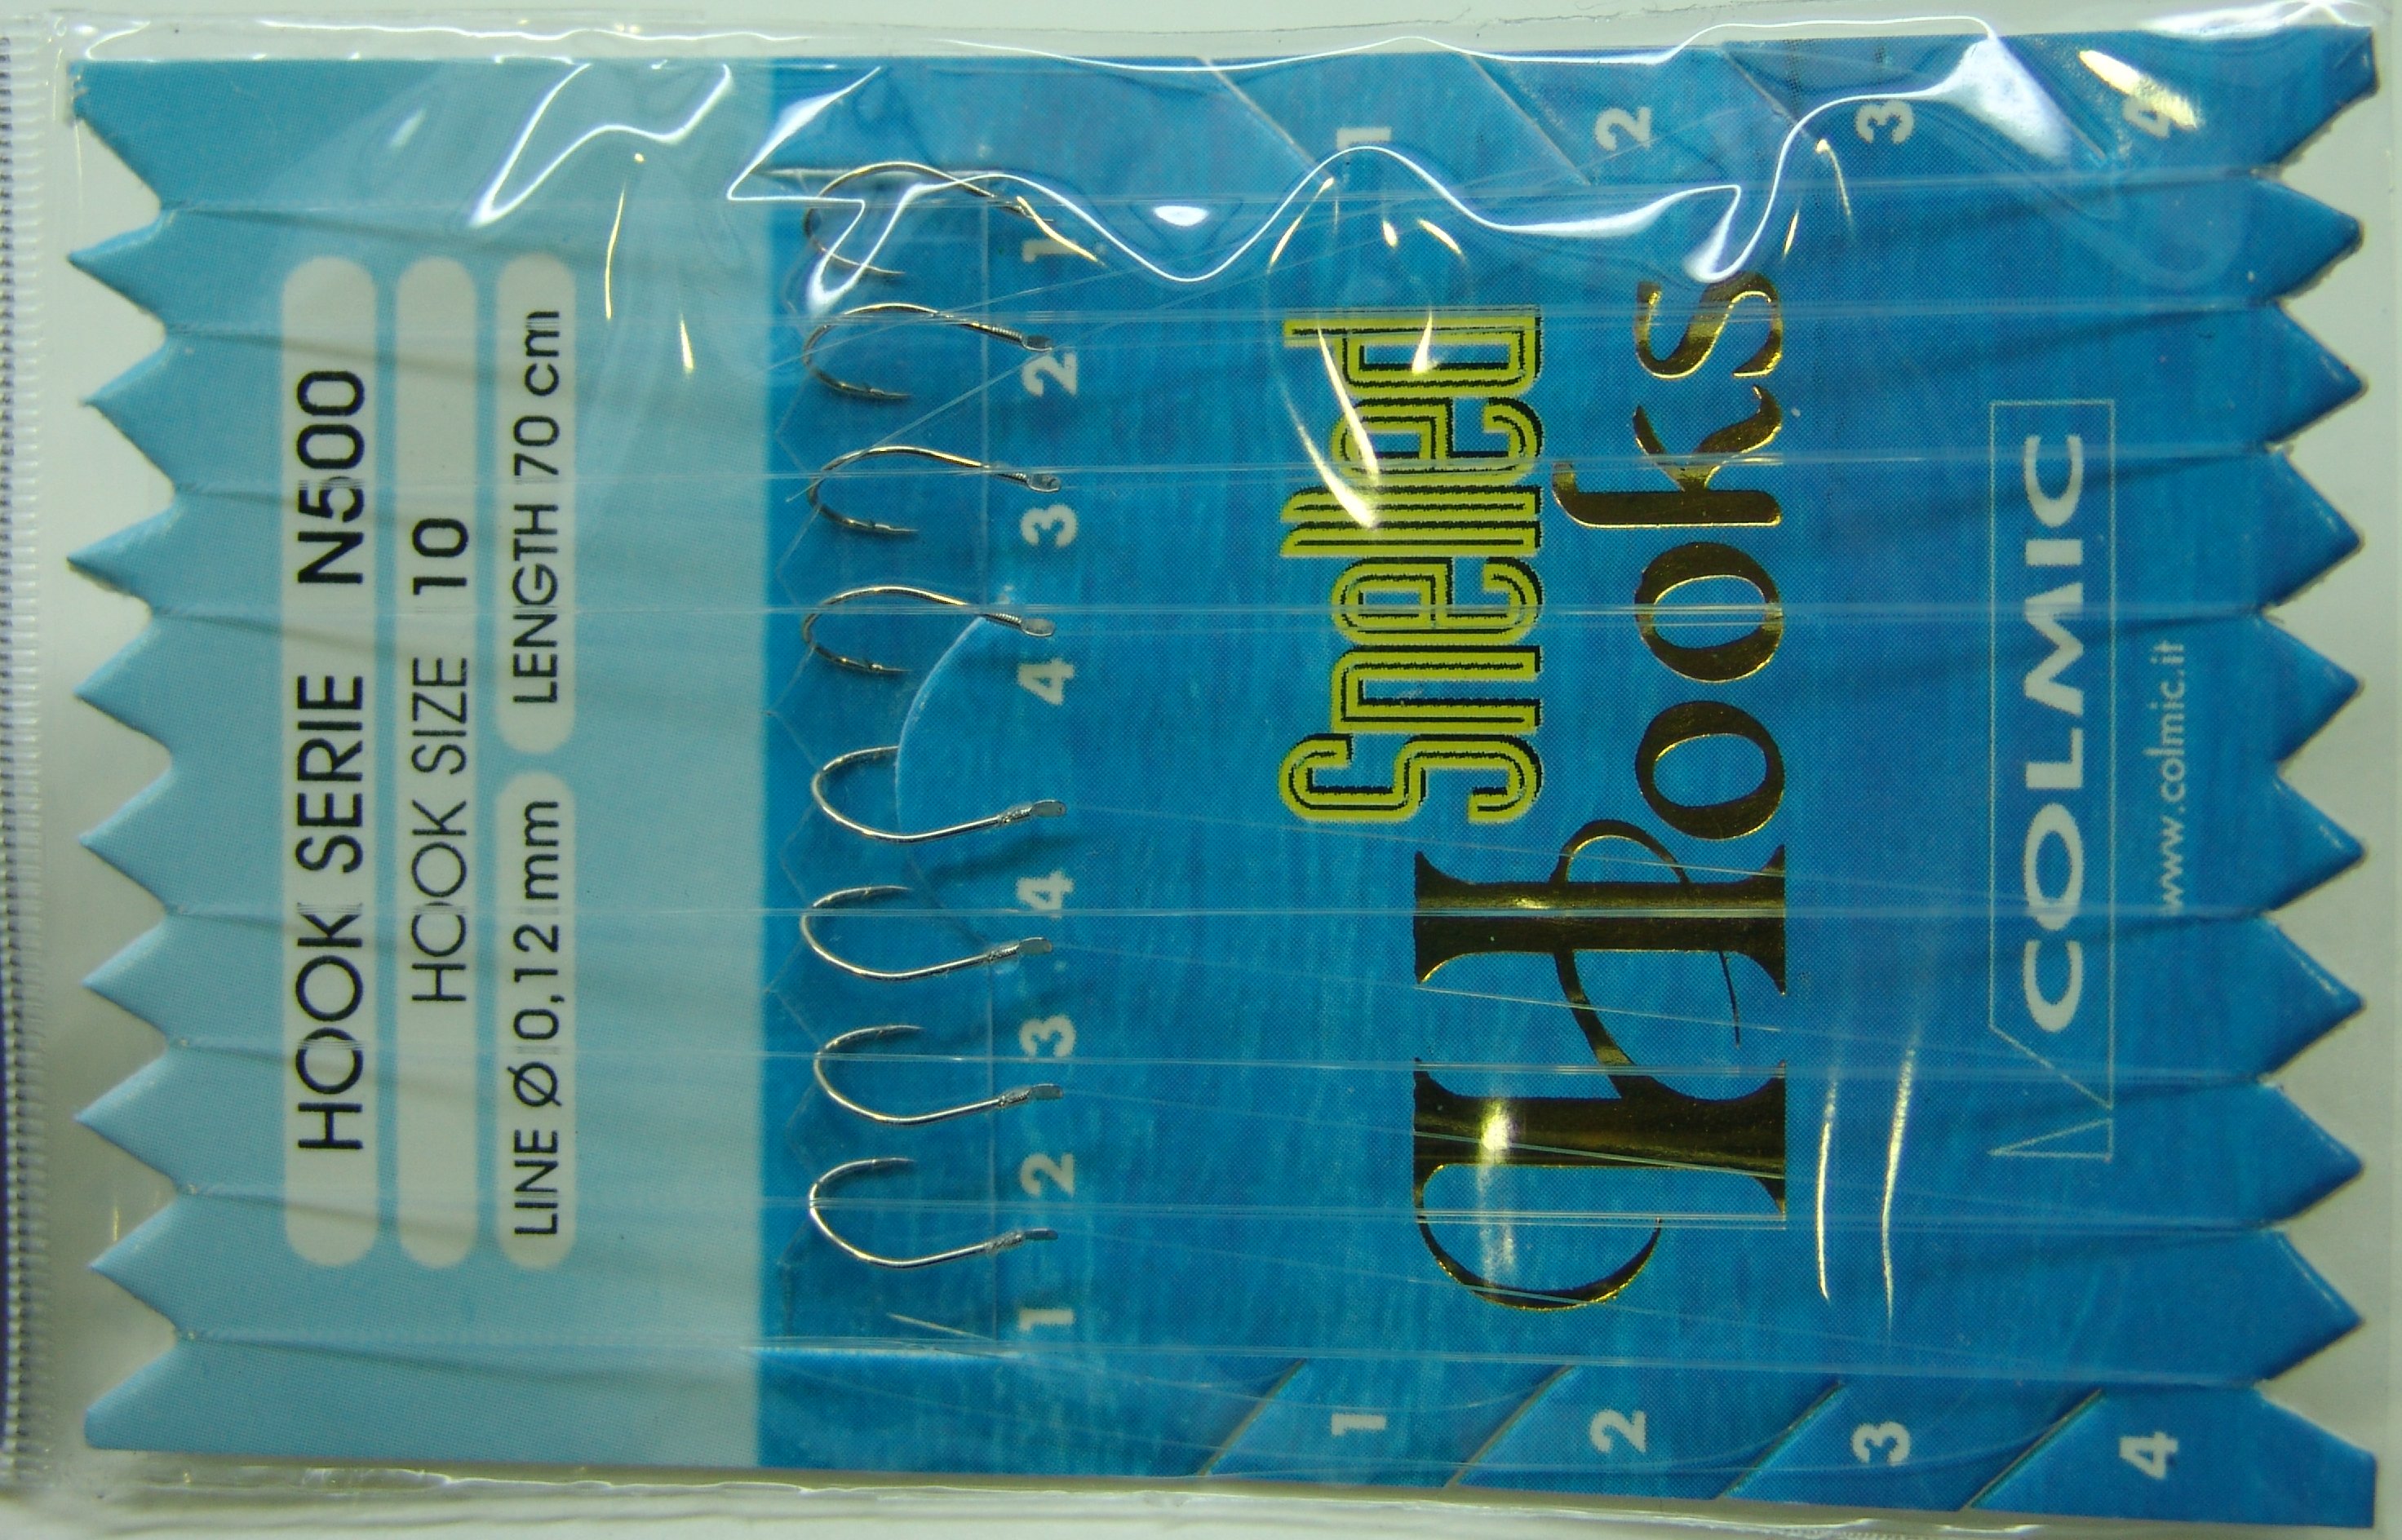 HOOK SERIE N500
HOOK SIZE 10
LINE Ø 0,12 mm LENGTH 70 cm
1 2 3 4 4 3 2 1
Snelled
Hooks
COLMIC
www.colmic.it
1 1
2 2
3 3
4 4